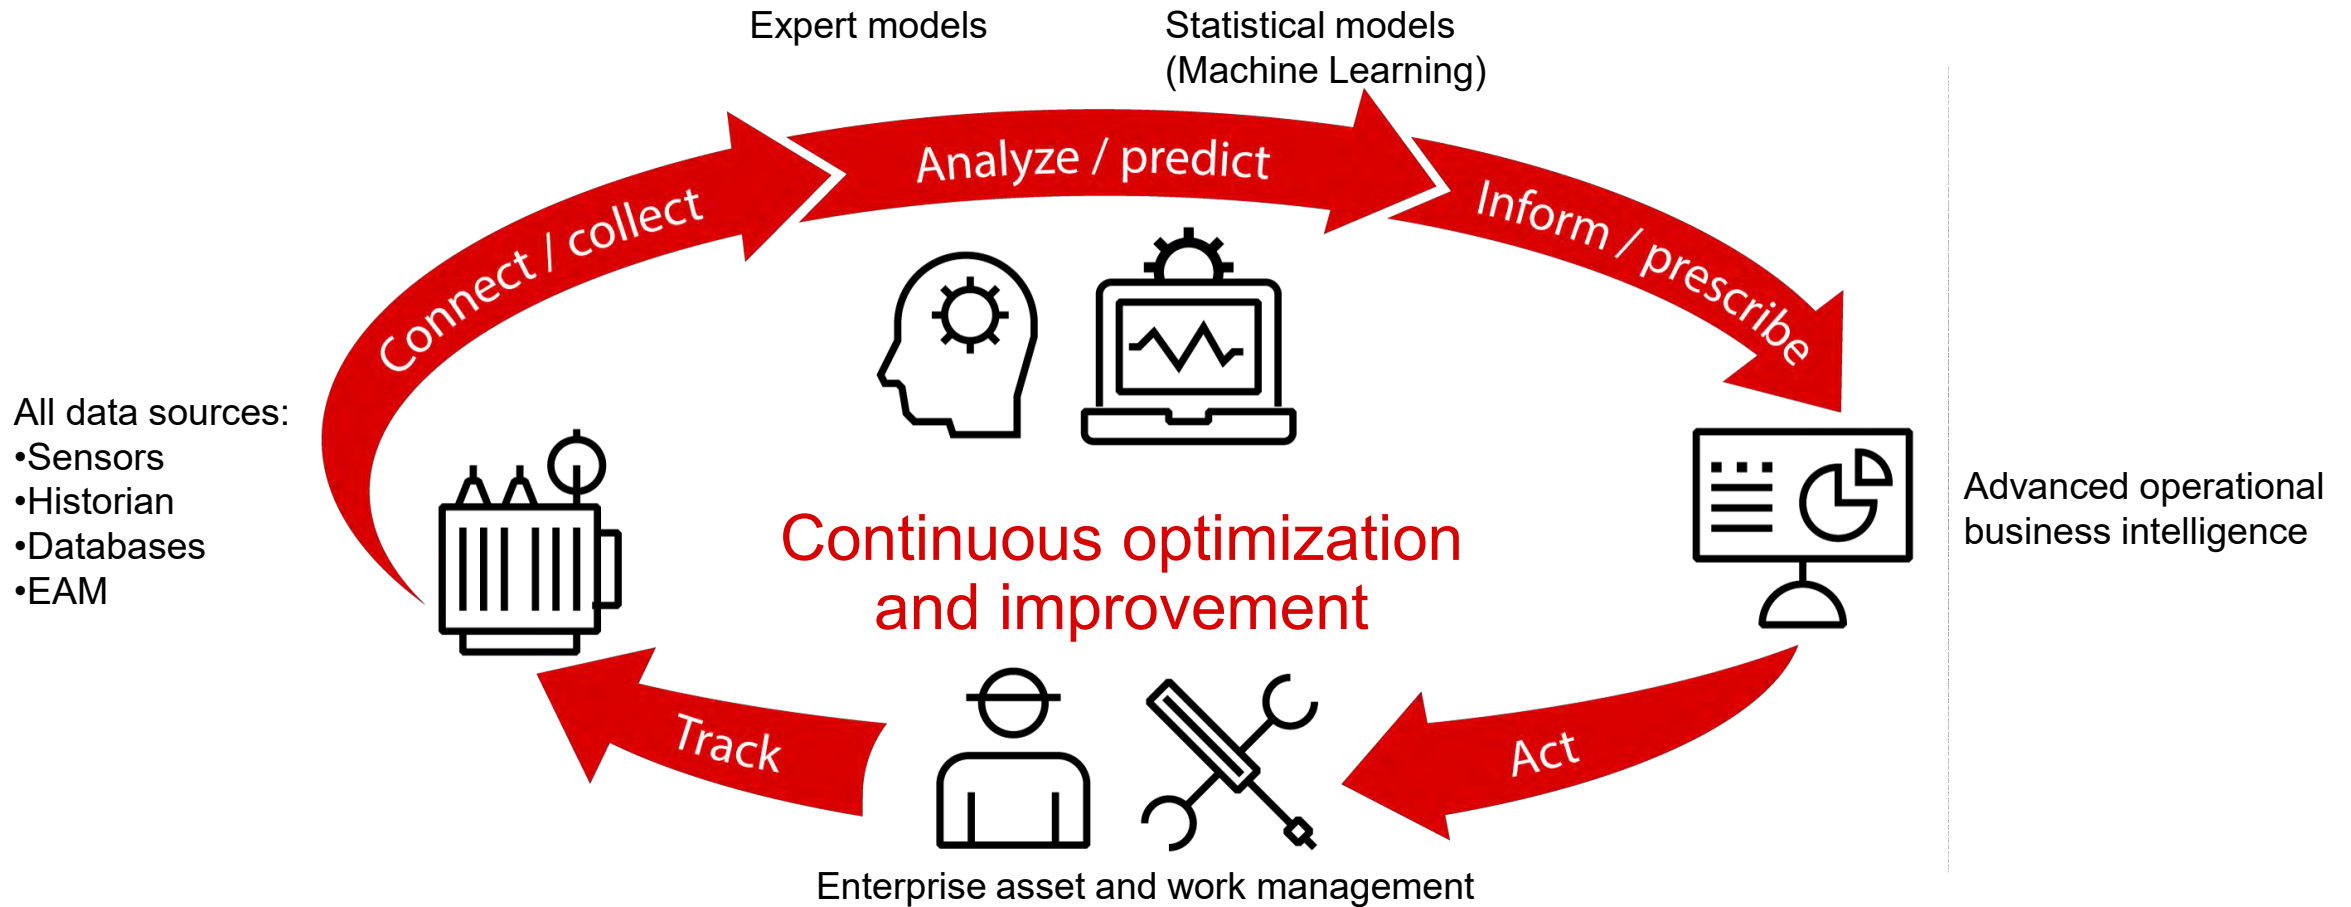 Expert models
Statistical models
(Machine Learning)
Connect / collect
Analyze / predict
Inform / prescribe
All data sources:
•Sensors
•Historian
•Databases
•EAM
Continuous optimization
and improvement
Advanced operational
business intelligence
Track
Act
Enterprise asset and work management